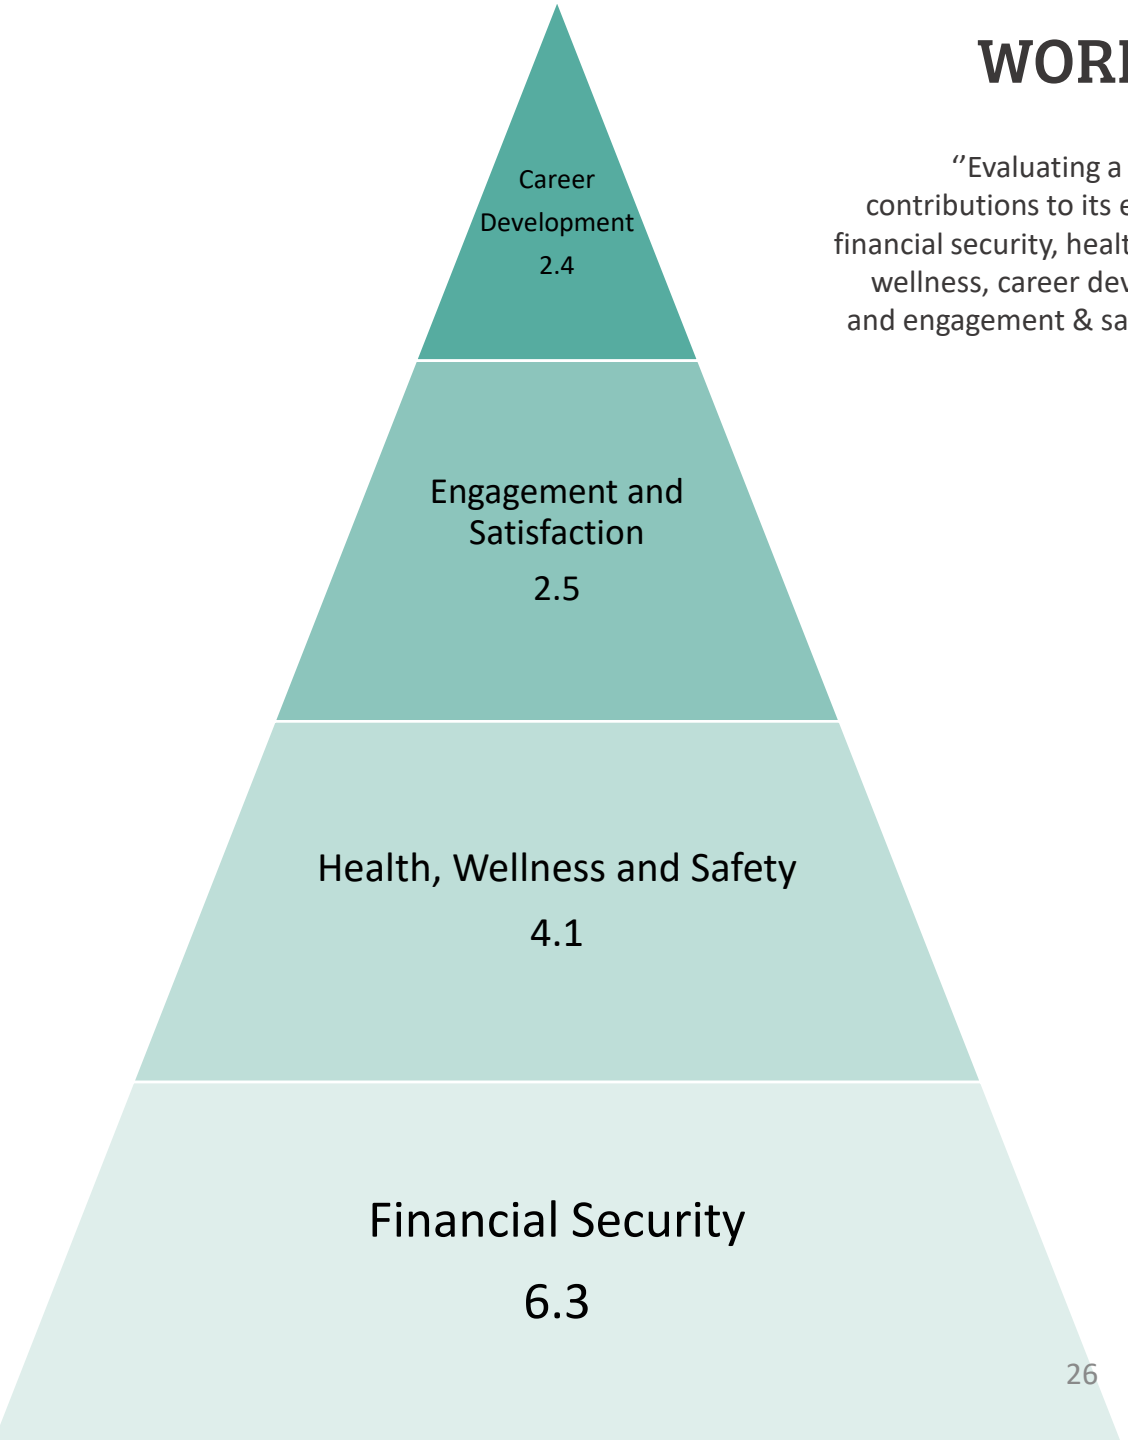 WORK
‘’Evaluating a
contributions to its e
financial security, healt
wellness, career dev
and engagement & sa
Career
Development
2.4
Engagement and
Satisfaction
2.5
Health, Wellness and Safety
4.1
Financial Security
6.3
26